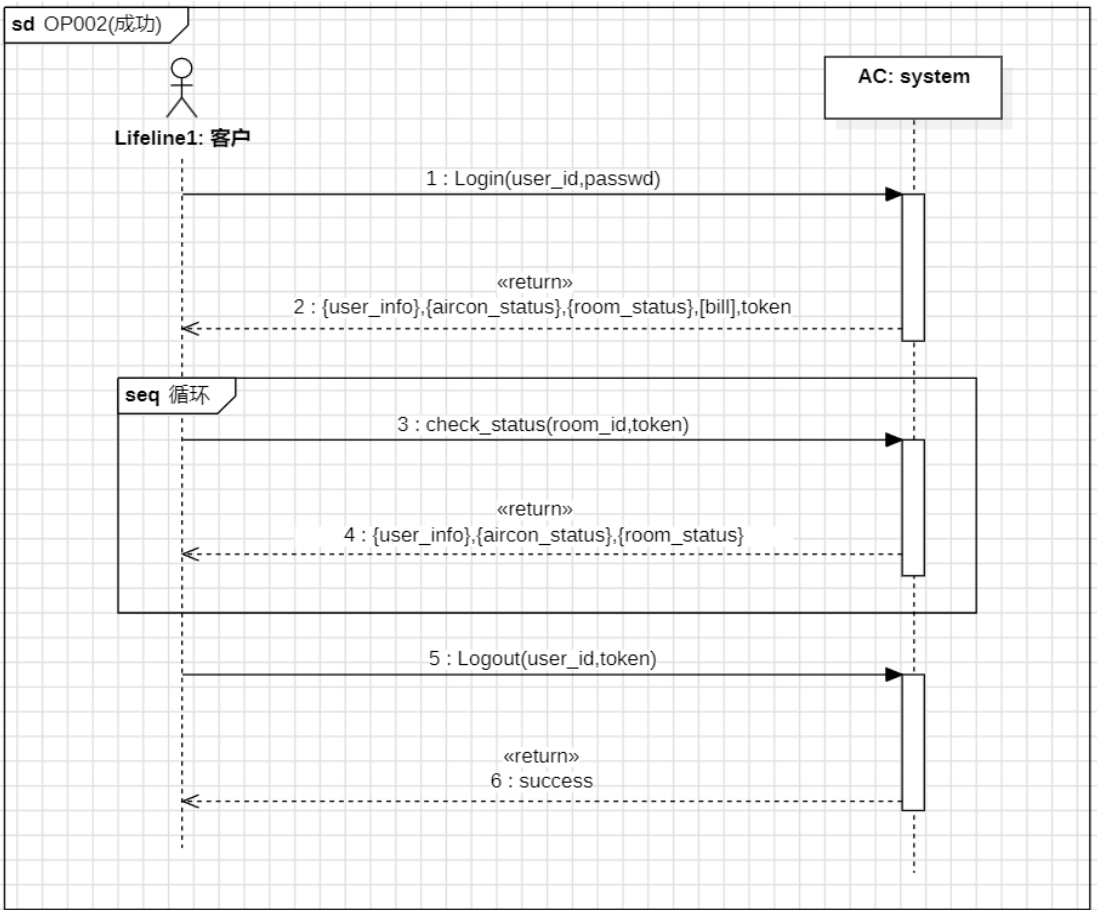 sd OP002(成功)
AC: system
Lifeline1: 客户
1 : Login(user_id,passwd)
«return»
2 : {user_info},{aircon_status},{room_status},[bill],token
seq 循环
3 : check_status(room_id,token)
«return»
4 : {user_info},{aircon_status},{room_status}
5 : Logout(user_id,token)
«return»
6 : success